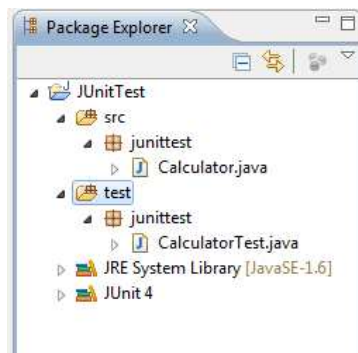 Package Explorer
JUnitTest
src
junittest
Calculator.java
test
junittest
CalculatorTest.java
JRE System Library [JavaSE-1.6]
JUnit 4